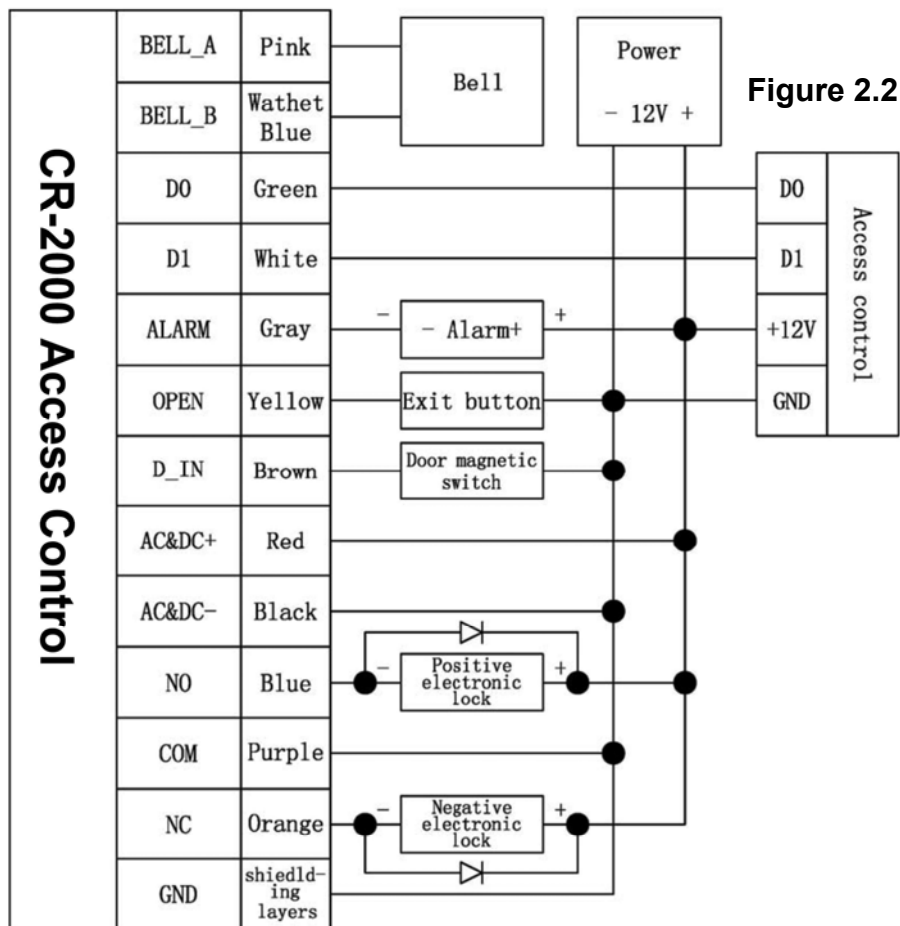 CR-2000 Access Control
BELL_A Pink
BELL_B Wathet
Blue
D0 Green
D1 White
ALARM Gray
OPEN Yellow
D_IN Brown
AC&DC+ Red
AC&DC- Black
NO Blue
COM Purple
NC Orange
GND shiedld-
ing
layers
Bell
Power
- 12V +
Figure 2.2
- - Alarm+ +
Exit button
Door magnetic
switch
- Positive +
electronic
lock
- Negative +
electronic
lock
D0
D1
+12V
GND
Access control